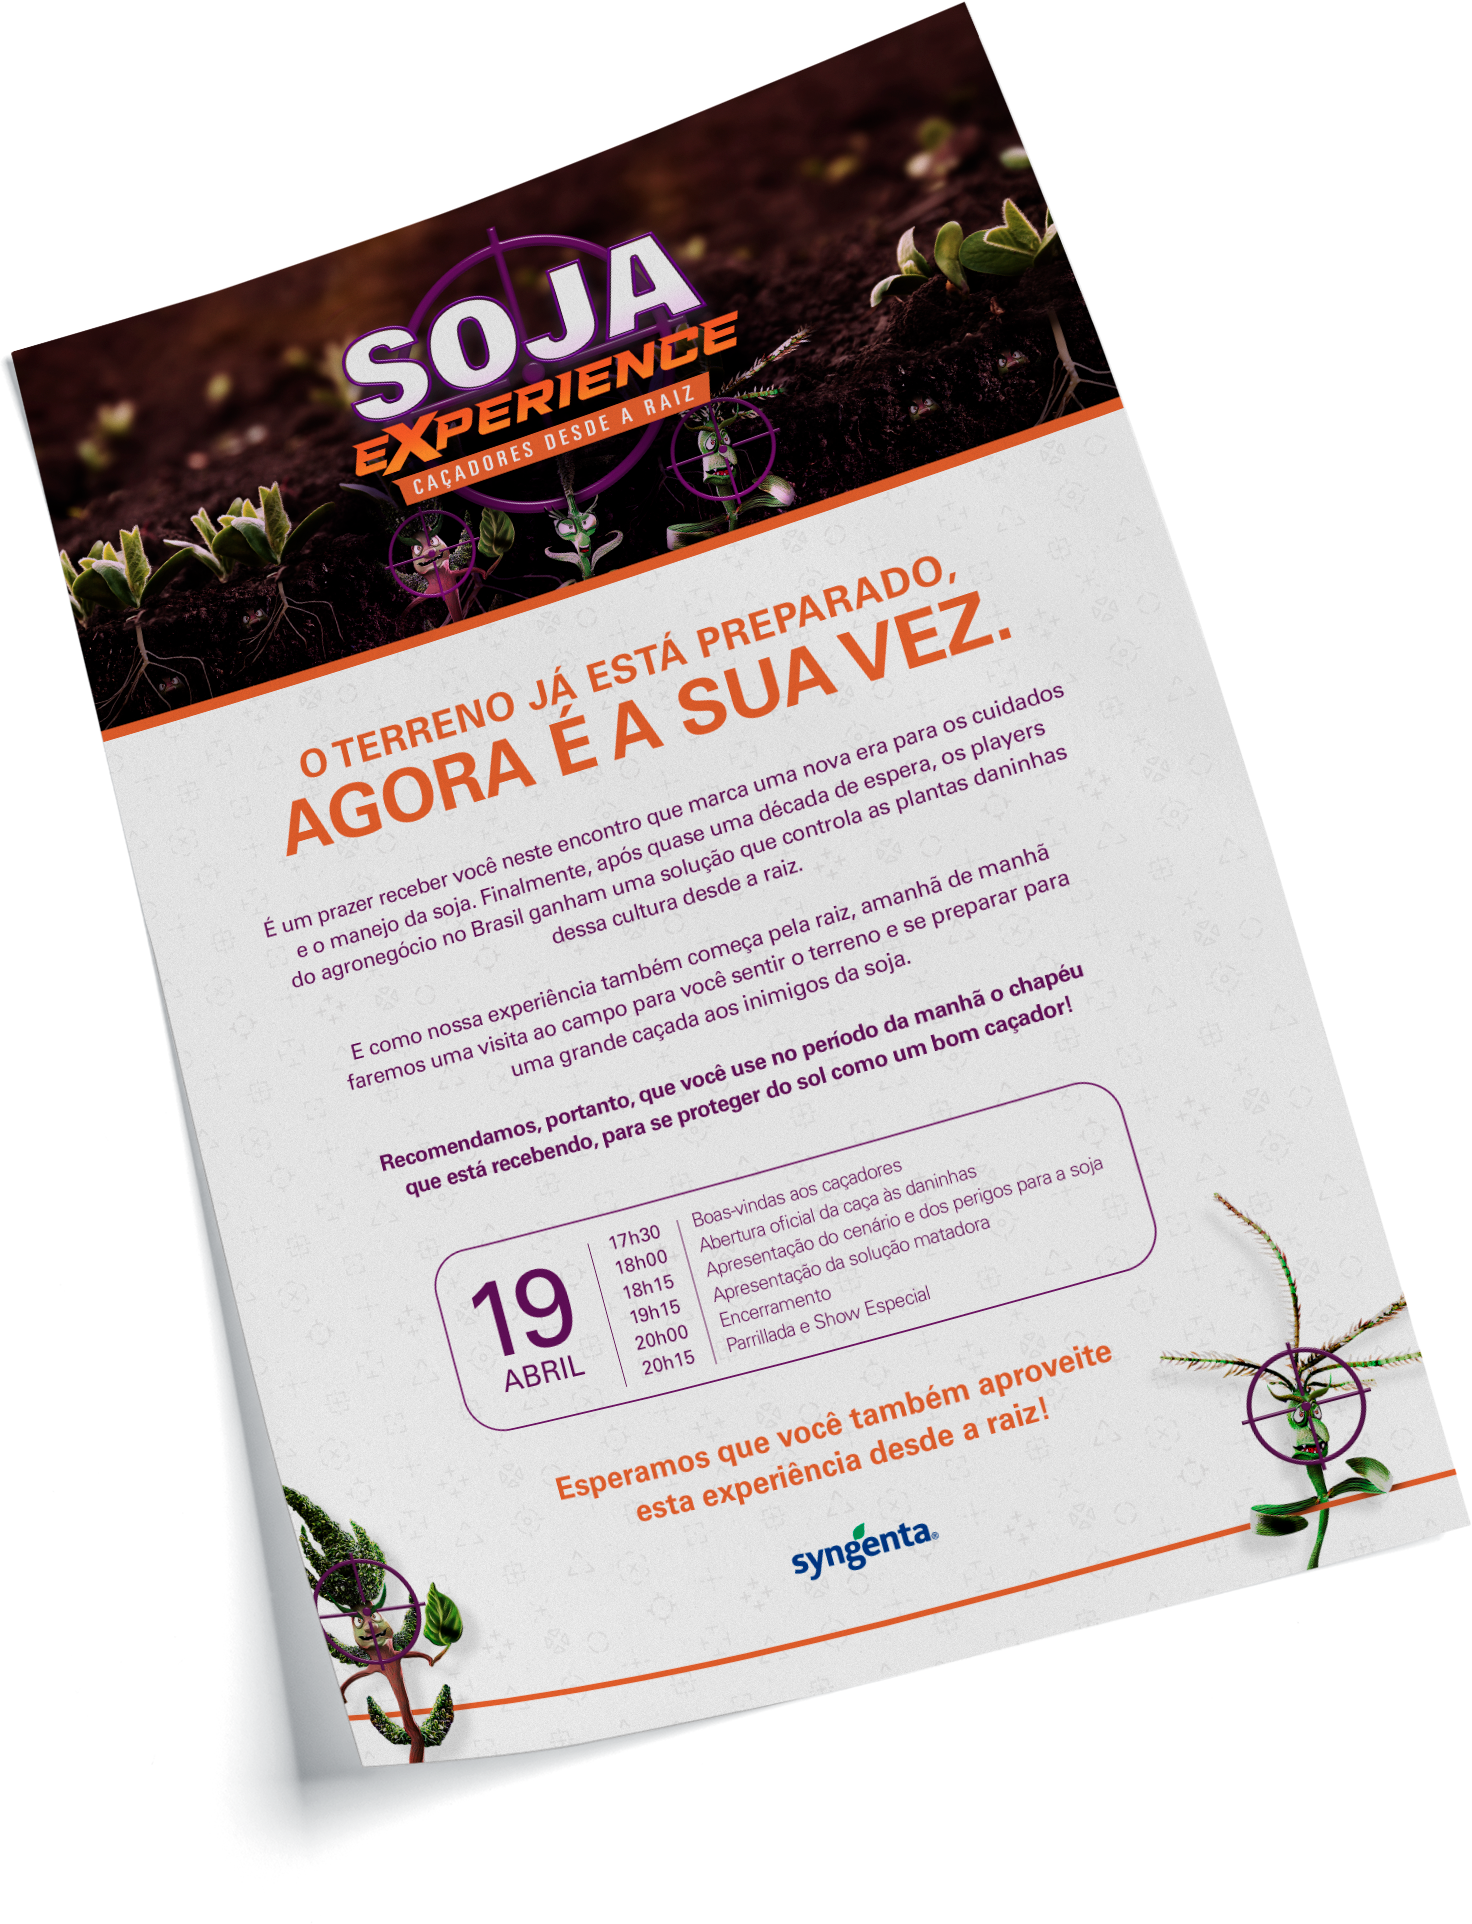 SOJA
EXPERIENCE
CAÇADORES DESDE A RAIZ
O TERRENO JÁ ESTÁ PREPARADO,
AGORA É A SUA VEZ.
É um prazer receber você neste encontro que marca uma nova era para os cuidados
e o manejo da soja. Finalmente, após quase uma década de espera, os players
do agronegócio no Brasil ganham uma solução que controla as plantas daninhas
dessa cultura desde a raiz.
E como nossa experiência também começa pela raiz, amanhã de manhã
faremos uma visita ao campo para você sentir o terreno e se preparar para
uma grande caçada aos inimigos da soja.
Recomendamos, portanto, que você use no período da manhã o chapéu
que está recebendo, para se proteger do sol como um bom caçador!
19
ABRIL
17h30 Boas-vindas aos caçadores
18h00 Abertura oficial da caça às daninhas
18h15 Apresentação do cenário e dos perigos para a soja
19h15 Apresentação da solução matadora
20h00 Encerramento
20h15 Parrillada e Show Especial
Esperamos que você também aproveite
esta experiência desde a raiz!
syngenta®